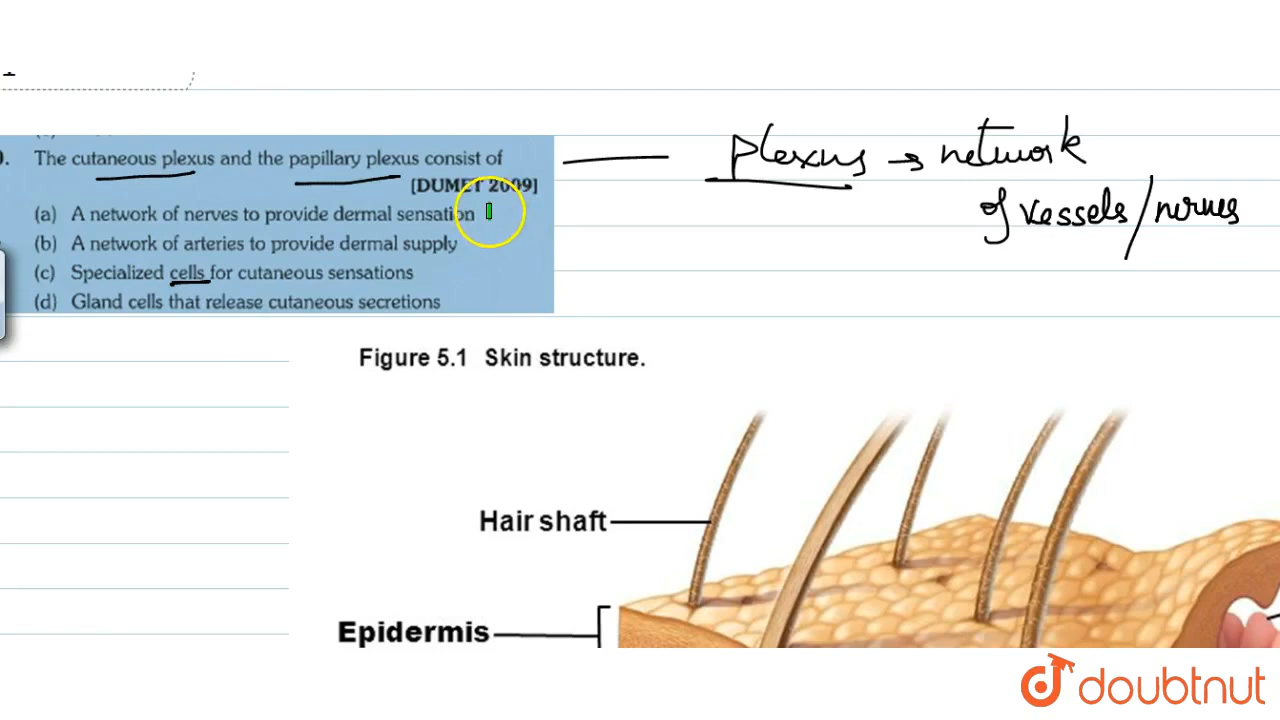 The cutaneous plexus and the papillary plexus consist of
[DUMET 2009]
(a) A network of nerves to provide dermal sensation
(b) A network of arteries to provide dermal supply
(c) Specialized cells for cutaneous sensations
(d) Gland cells that release cutaneous secretions
plexus → network
of vessels/nerves
Figure 5.1 Skin structure.
Hair shaft
Epidermis
doubtnut